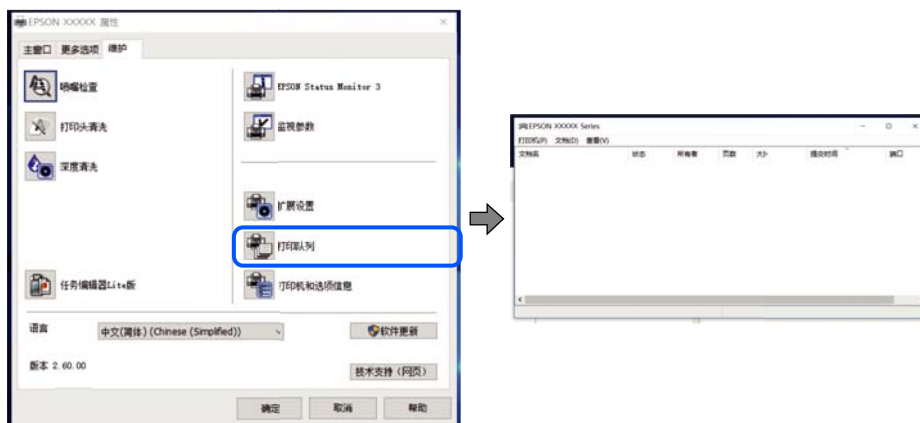 EPSON XXXXX 属性
主窗口 更多选项 维护
喷嘴检查
打印头清洗
深度清洗
任务编辑器Lite版
EPSON Status Monitor 3
监视参数
扩展设置
打印队列
打印机和选项信息
语言 中文(简体) (Chinese (Simplified))
软件更新
版本 2.60.00
技术支持（网页）
确定 取消 帮助
EPSON XXXXX Series
打印机(P) 文档(D) 查看(V)
文档名 状态 所有者 页数 大小 提交时间 端口